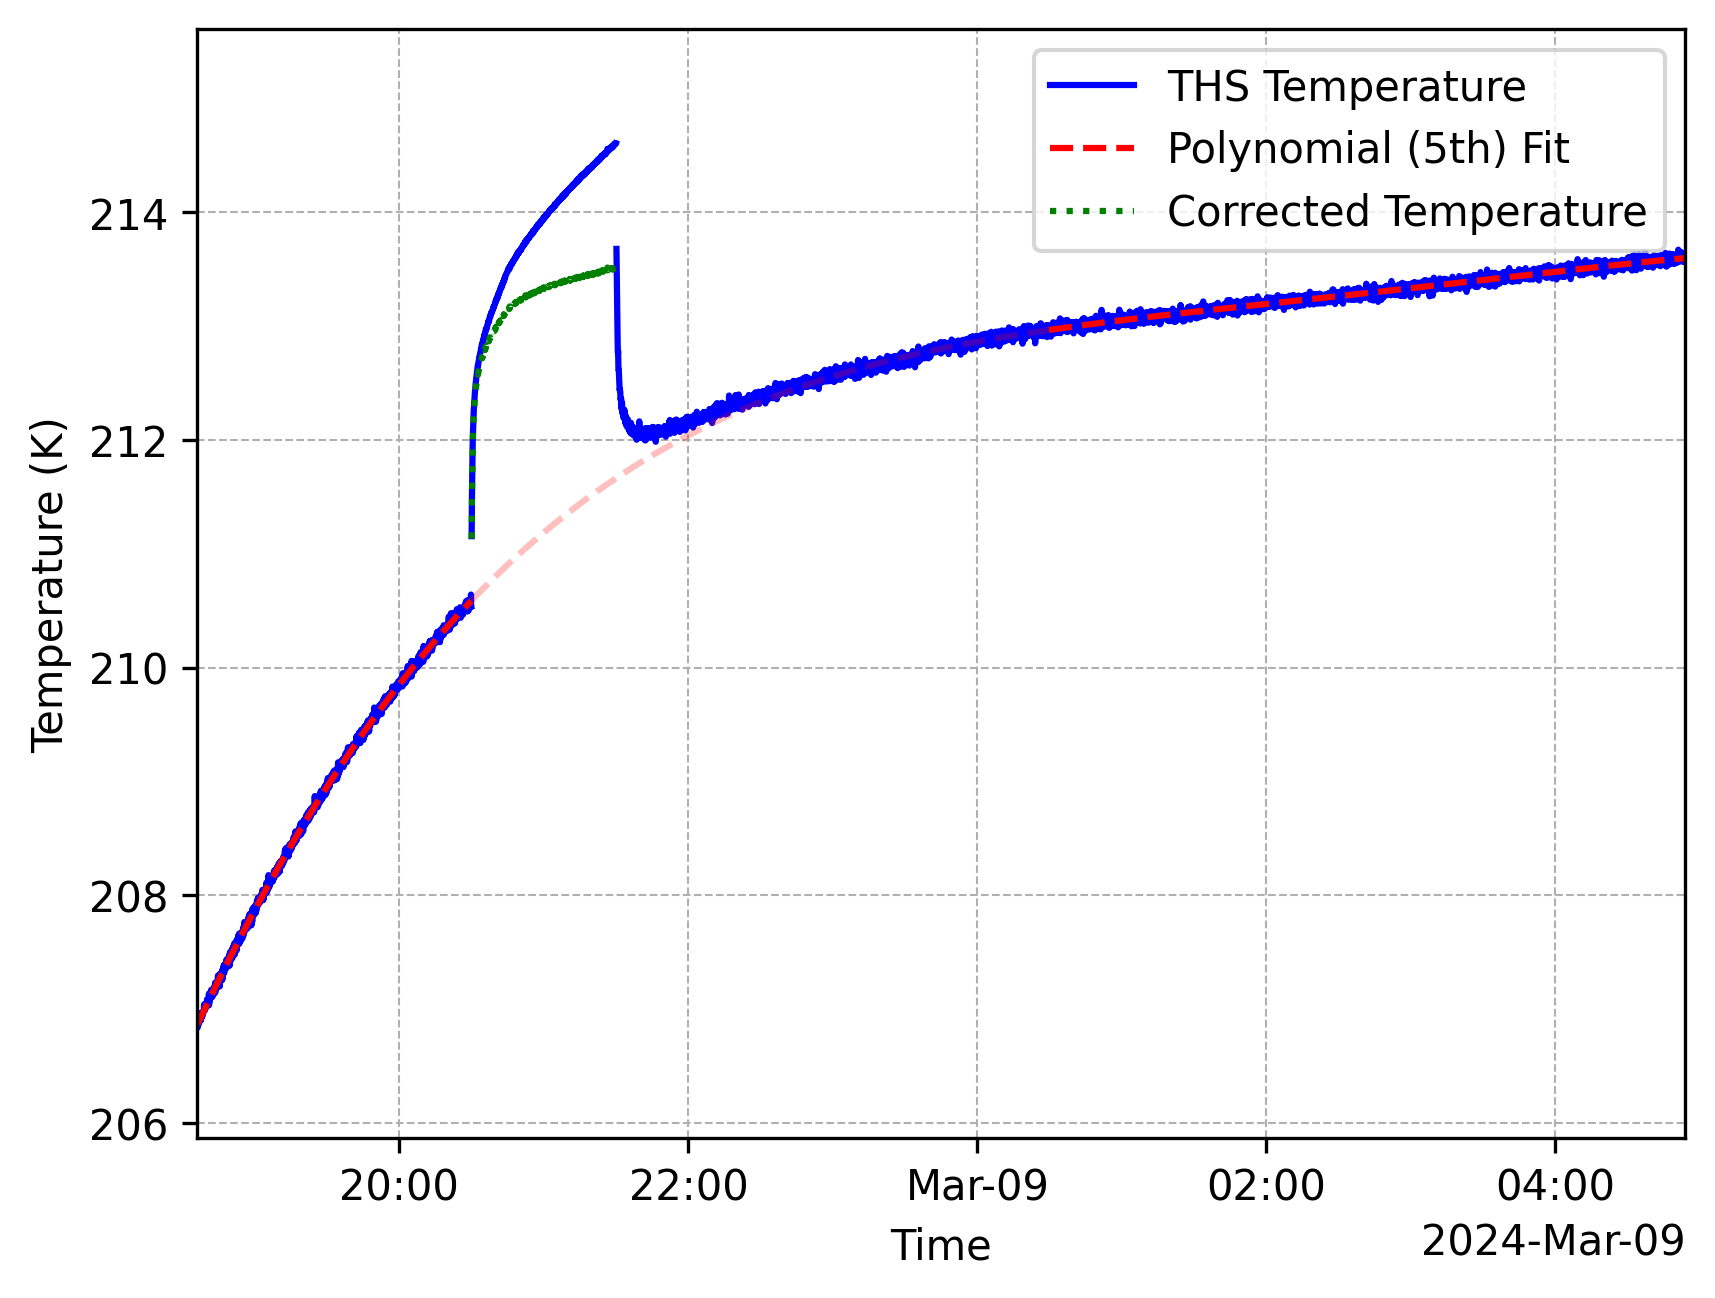 THS Temperature
Polynomial (5th) Fit
Corrected Temperature
214
212
210
208
206
Temperature (K)
20:00
22:00
Mar-09
02:00
04:00
Time
2024-Mar-09